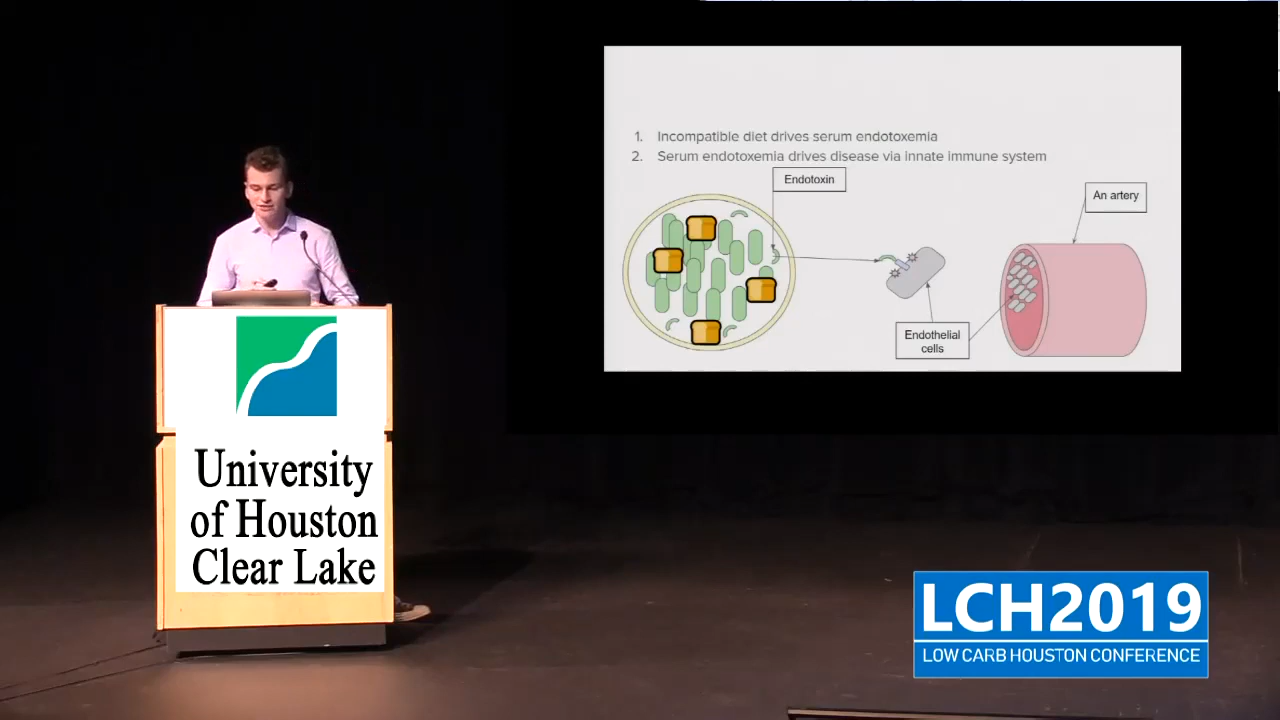 1. Incompatible diet drives serum endotoxemia
2. Serum endotoxemia drives disease via innate immune system
Endotoxin
An artery
Endothelial
cells
University
of Houston
Clear Lake
LCH2019
LOW CARB HOUSTON CONFERENCE